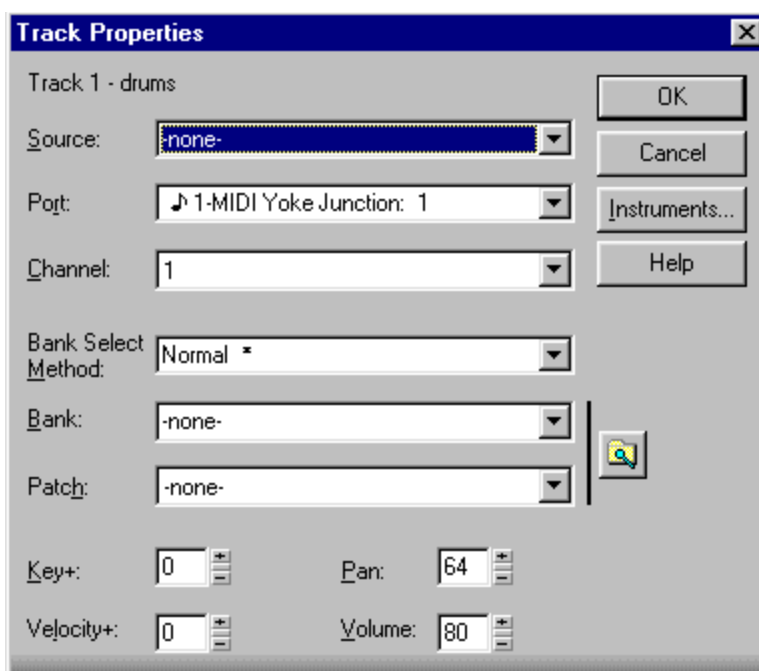 Track Properties
Track 1 - drums
OK
Source: -none-
Cancel
Port: ♪ 1-MIDI Yoke Junction: 1
Instruments...
Channel: 1
Help
Bank Select
Method: Normal *
Bank: -none-
Patch: -none-
Key+: 0 Pan: 64
Velocity+: 0 Volume: 80